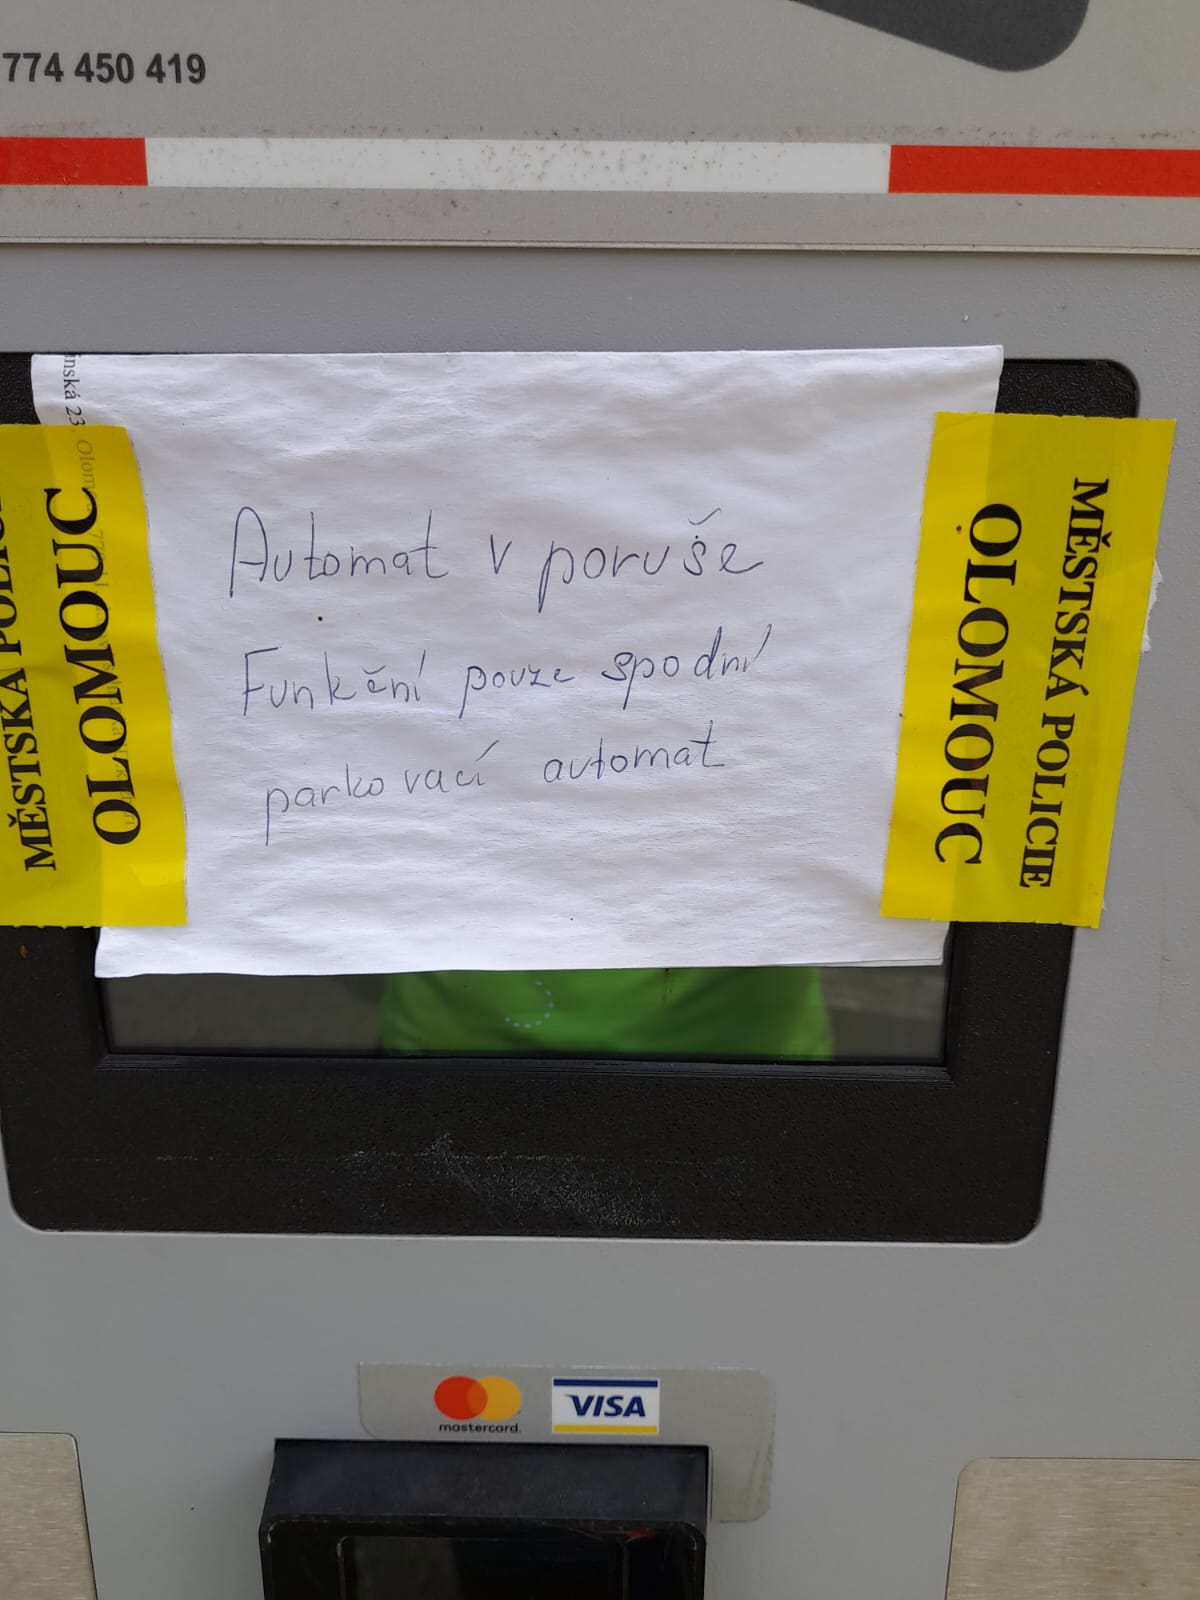 774 450 419
MĚSTSKÁ POLICIE
OLOMOUC
Automat v poruše
Funkční pouze spodní
parkovací automat
MĚSTSKÁ POLICIE
OLOMOUC
mastercard.
VISA